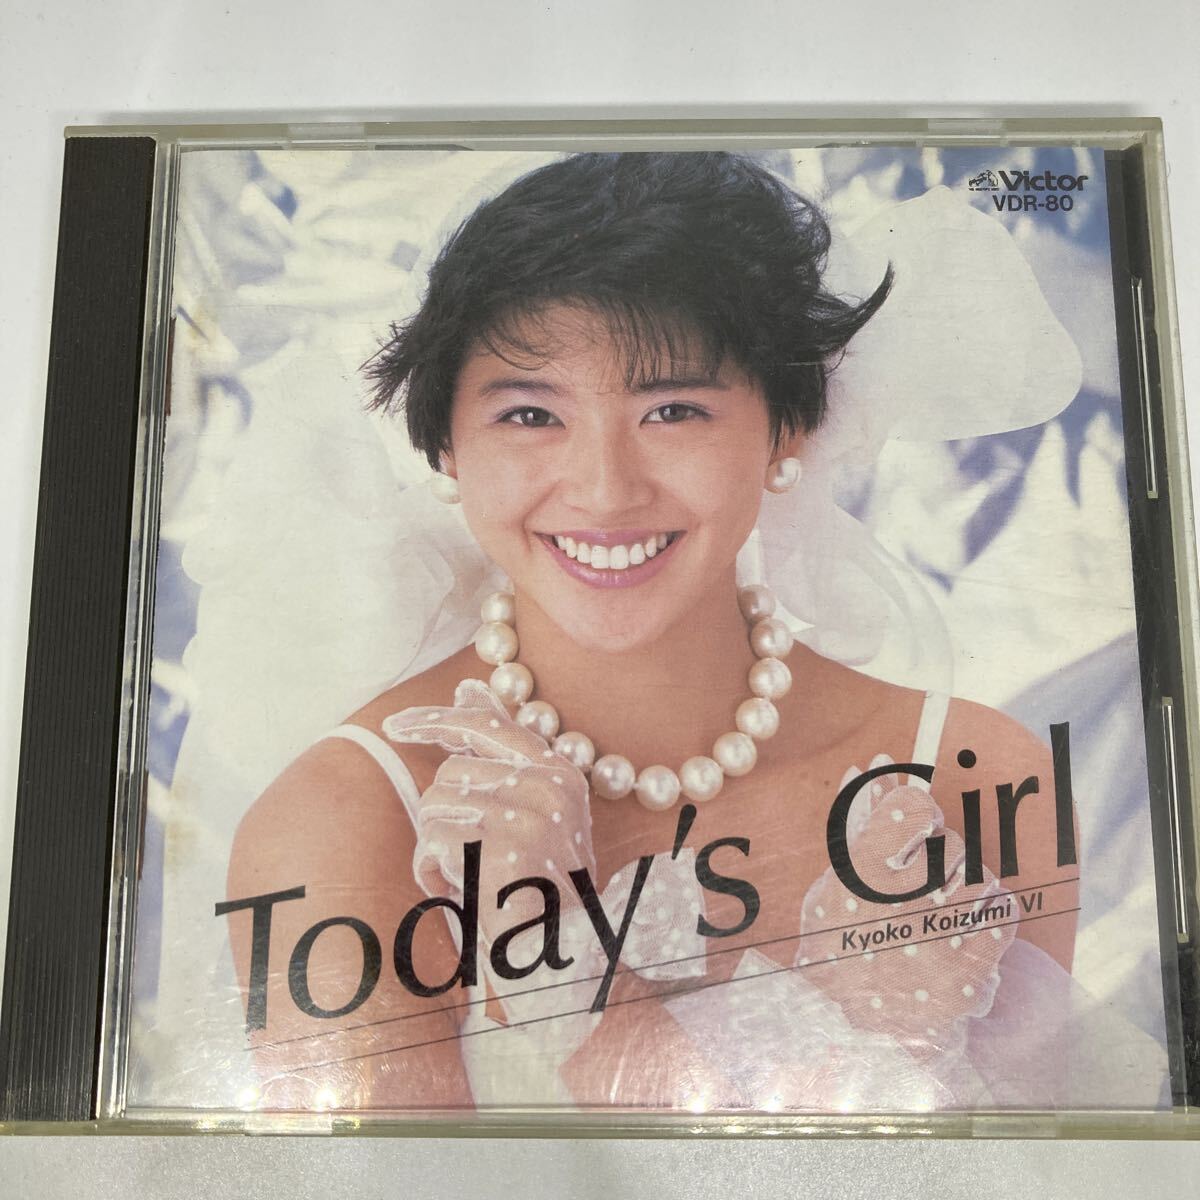 Victor
VDR-80
Today's Girl
Kyoko Koizumi VI